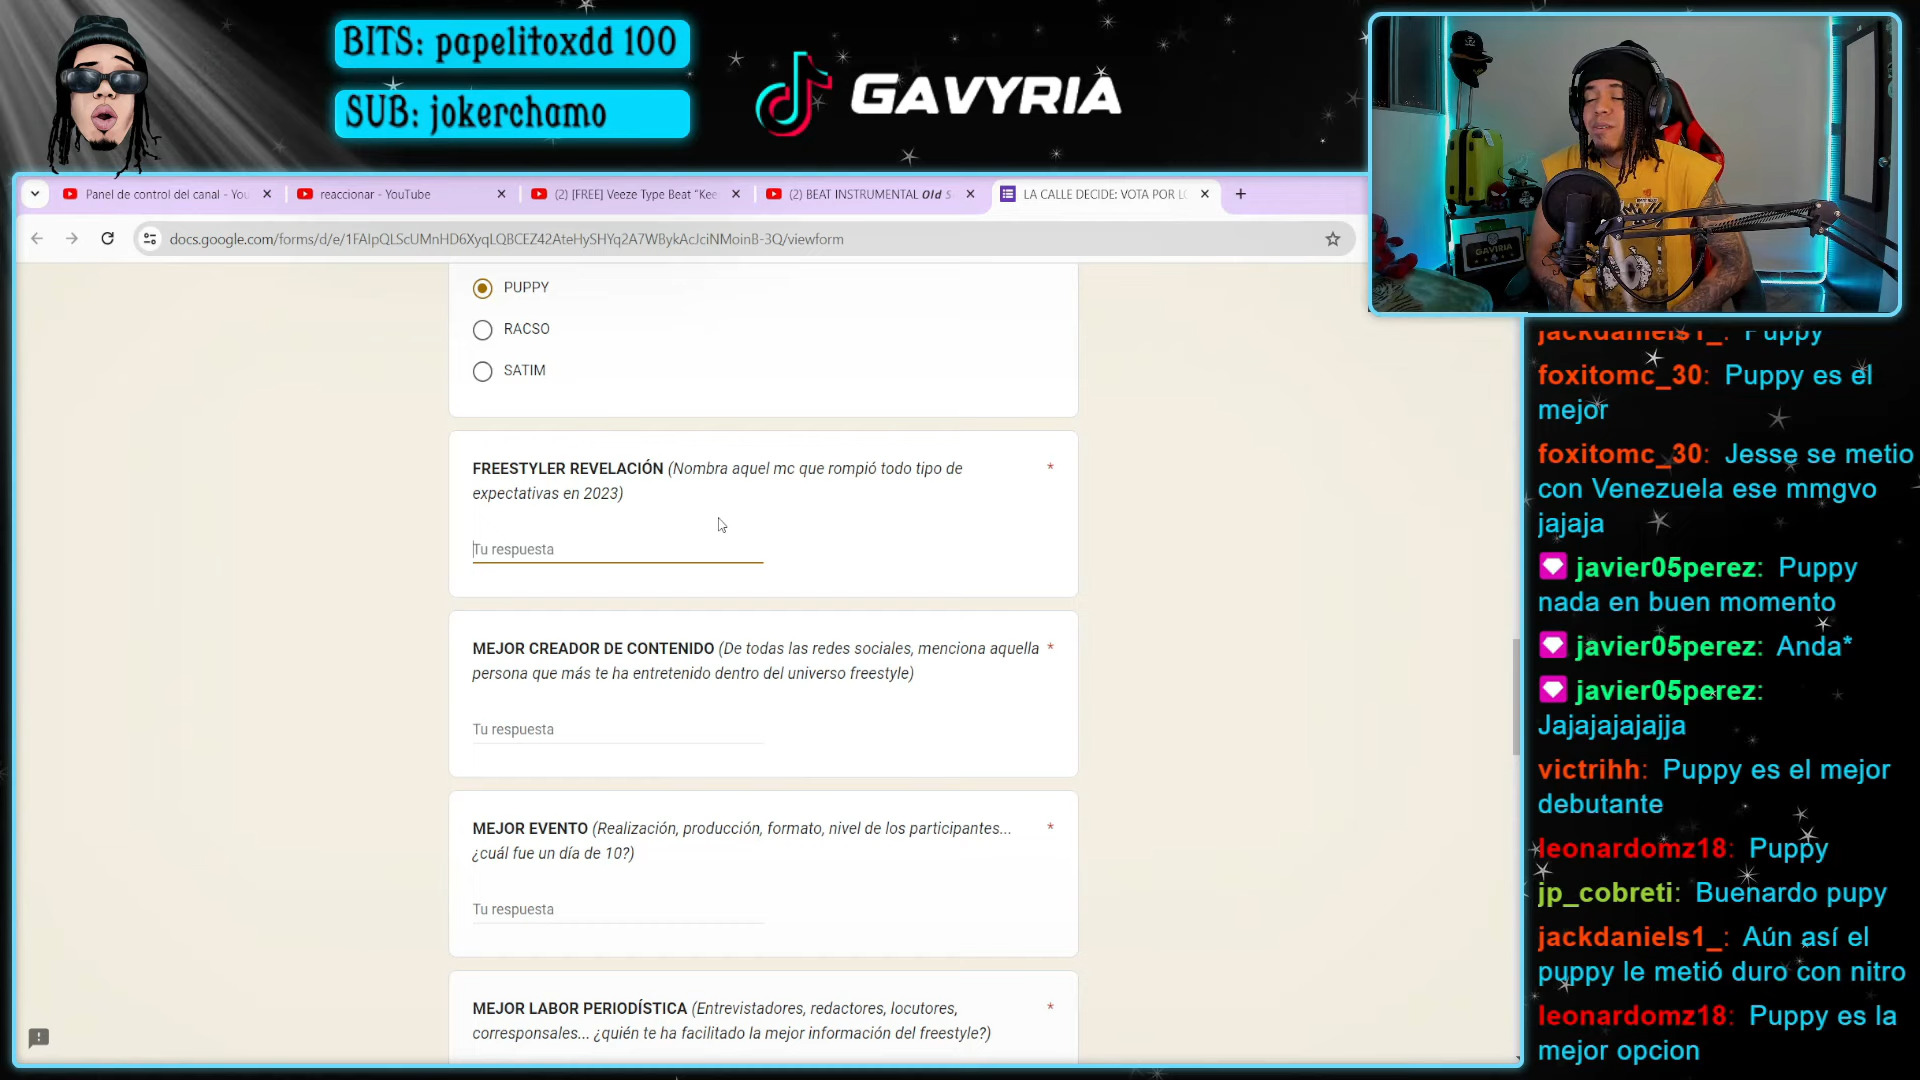 BITS: papelitoxdd 100
SUB: jokerchamo
GAVYRIA
Panel de control del canal - You
reaccionar - YouTube
(2) [FREE] Veeze Type Beat "Kee
(2) BEAT INSTRUMENTAL Old S
LA CALLE DECIDE: VOTA POR LO
docs.google.com/forms/d/e/1FAIpQLScUMnHD6XyqLQBCEZ42AteHySHYq2A7WBykAcJciNMoinB-3Q/viewform
PUPPY
RACSO
SATIM
FREESTYLER REVELACIÓN (Nombra aquel mc que rompió todo tipo de *
expectativas en 2023)
Tu respuesta
MEJOR CREADOR DE CONTENIDO (De todas las redes sociales, menciona aquella *
persona que más te ha entretenido dentro del universo freestyle)
Tu respuesta
MEJOR EVENTO (Realización, producción, formato, nivel de los participantes... *
¿cuál fue un día de 10?)
Tu respuesta
MEJOR LABOR PERIODÍSTICA (Entrevistadores, redactores, locutores, *
corresponsales... ¿quién te ha facilitado la mejor información del freestyle?)
GAVIRIA
jackdaniels1_: Puppy
foxitomc_30: Puppy es el
mejor
foxitomc_30: Jesse se metio
con Venezuela ese mmgvo
jajaja
javier05perez: Puppy
nada en buen momento
javier05perez: Anda*
javier05perez:
Jajajajajajja
victrihh: Puppy es el mejor
debutante
leonardomz18: Puppy
jp_cobreti: Buenardo pupy
jackdaniels1_: Aún así el
puppy le metió duro con nitro
leonardomz18: Puppy es la
mejor opcion